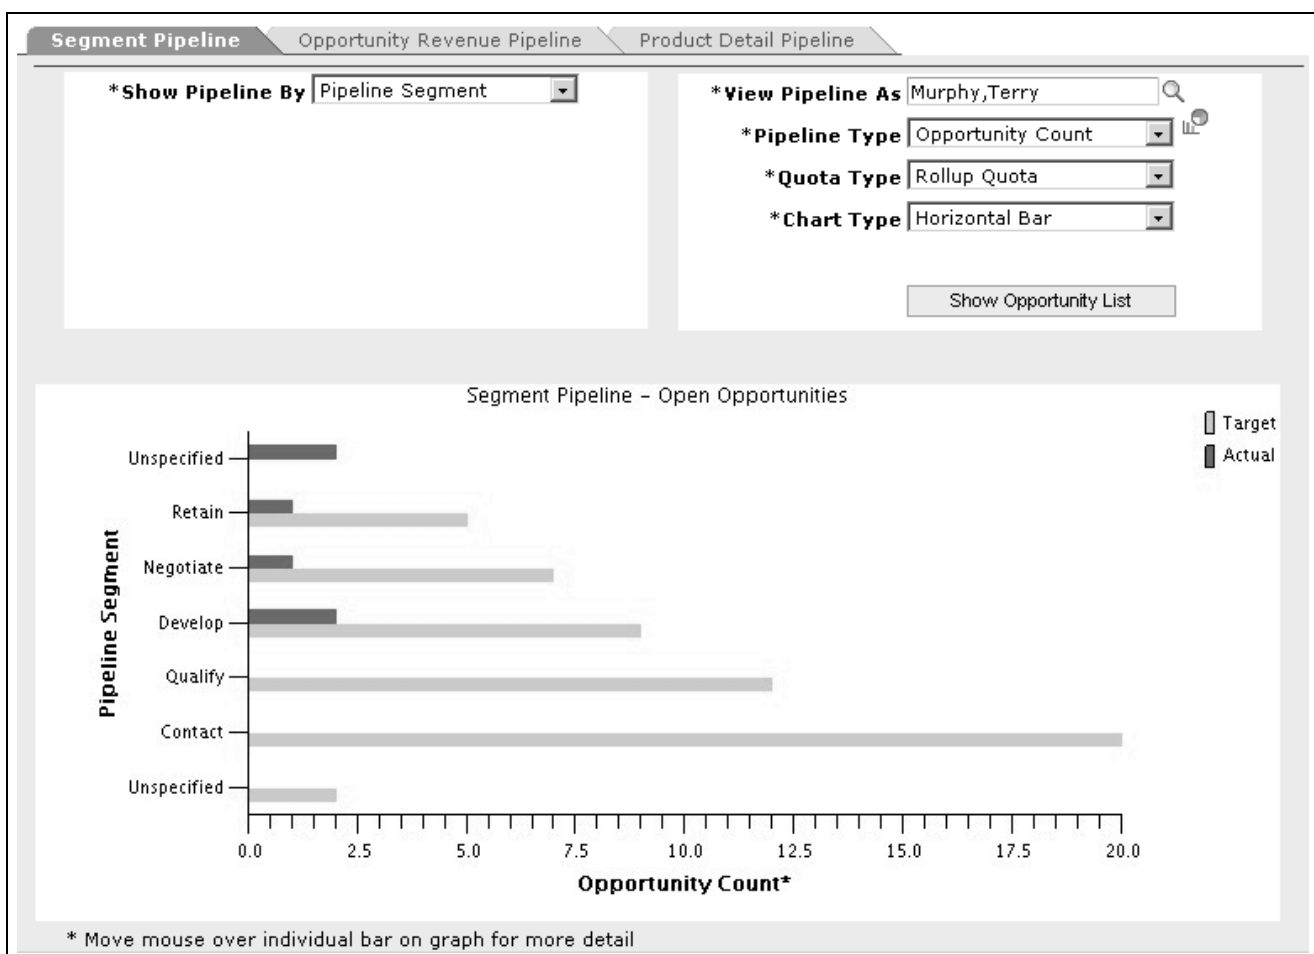 Segment Pipeline
Opportunity Revenue Pipeline
Product Detail Pipeline
*Show Pipeline By Pipeline Segment
*View Pipeline As Murphy,Terry
*Pipeline Type Opportunity Count
*Quota Type Rollup Quota
*Chart Type Horizontal Bar
Show Opportunity List
Segment Pipeline – Open Opportunities
Target
Actual
Pipeline Segment
Unspecified
Retain
Negotiate
Develop
Qualify
Contact
Unspecified
0.0 2.5 5.0 7.5 10.0 12.5 15.0 17.5 20.0
Opportunity Count*
* Move mouse over individual bar on graph for more detail